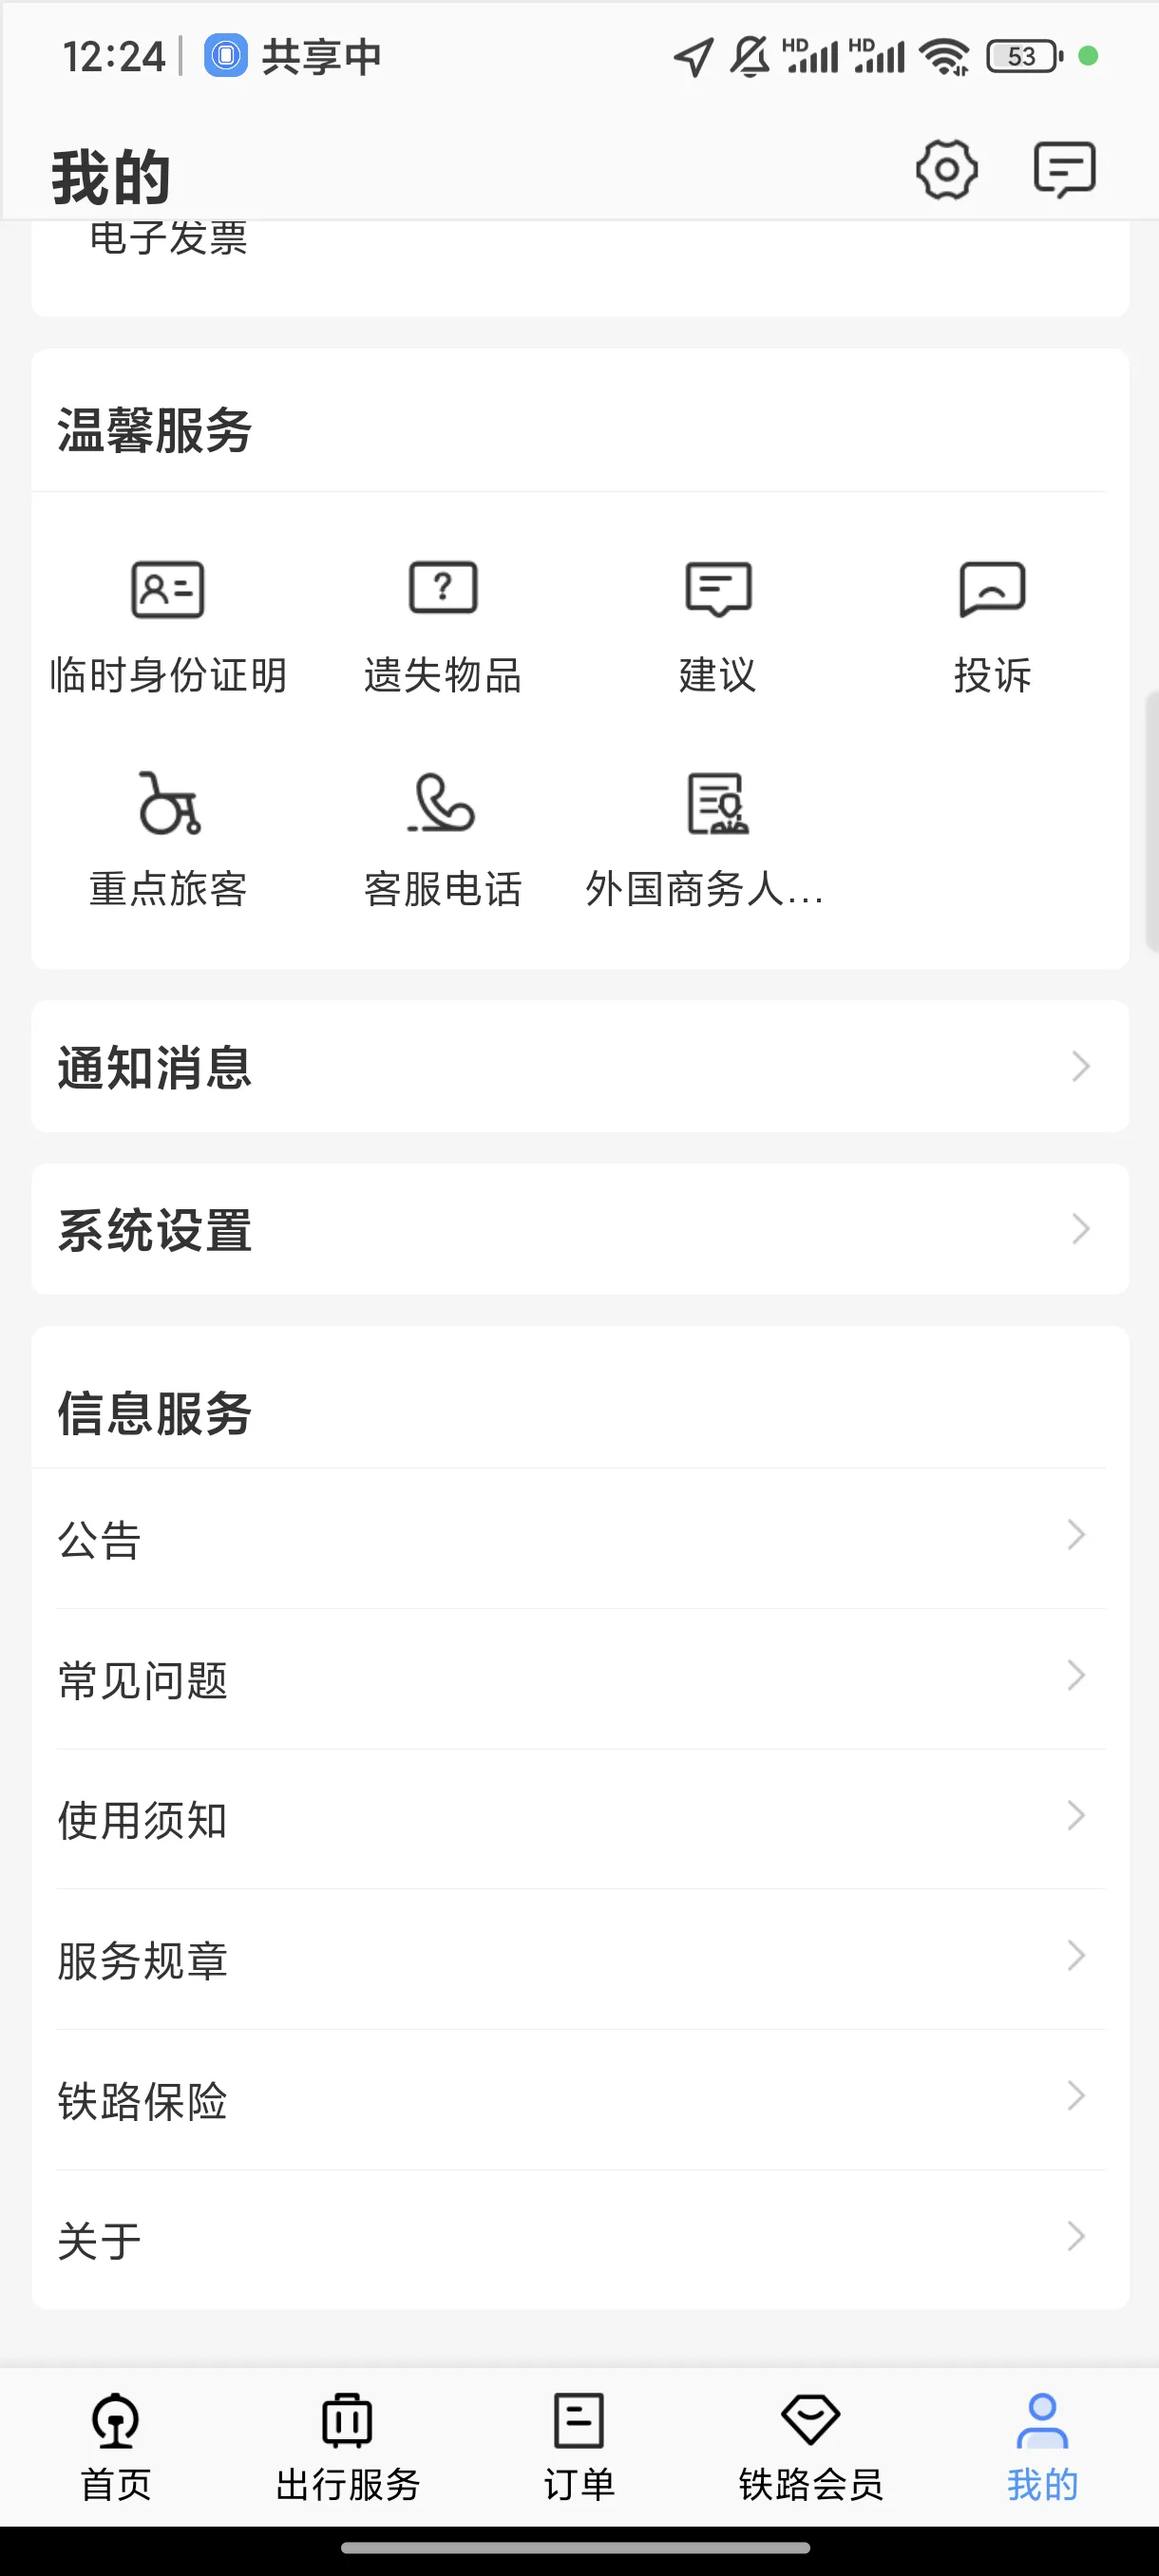 12:24 共享中 HD HD 53
我的
电子发票
温馨服务
临时身份证明 遗失物品 建议 投诉
重点旅客 客服电话 外国商务人...
通知消息
系统设置
信息服务
公告
常见问题
使用须知
服务规章
铁路保险
关于
首页 出行服务 订单 铁路会员 我的